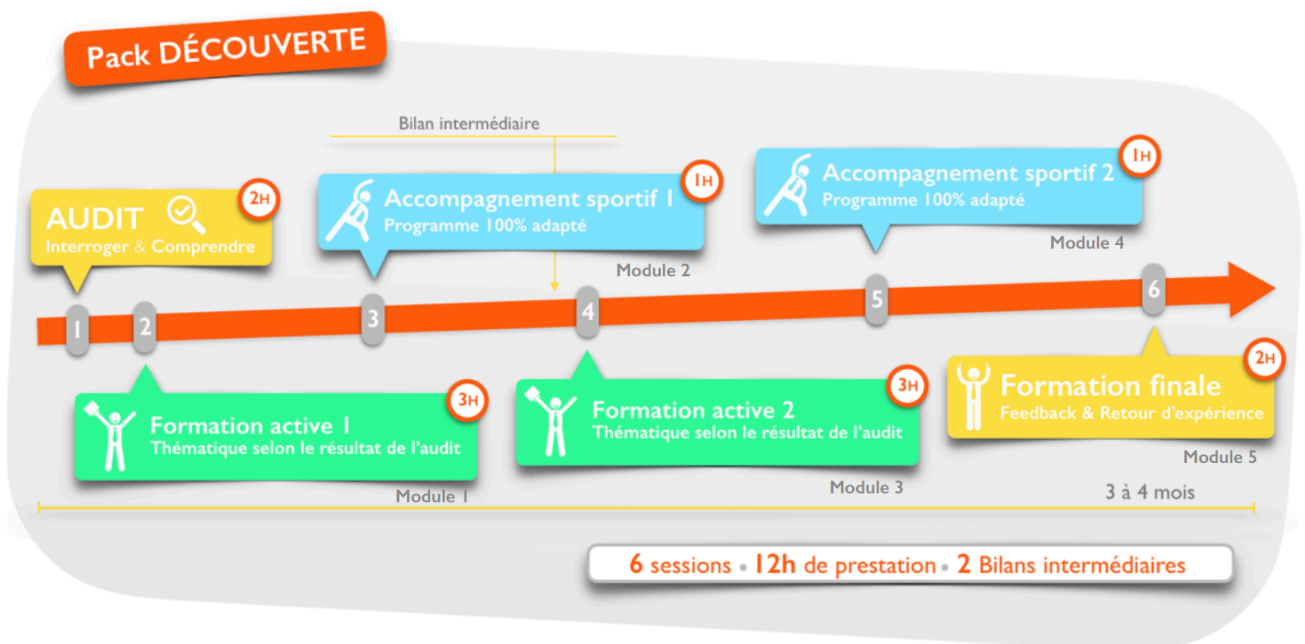 Pack DÉCOUVERTE
Bilan intermédiaire
AUDIT
Interroger & Comprendre
2H
Accompagnement sportif 1
Programme 100% adapté
1H
Module 2
Accompagnement sportif 2
Programme 100% adapté
1H
Module 4
1
2
3
4
5
6
Formation active 1
Thématique selon le résultat de l'audit
3H
Module 1
Formation active 2
Thématique selon le résultat de l'audit
3H
Module 3
Formation finale
Feedback & Retour d'expérience
2H
Module 5
3 à 4 mois
6 sessions • 12h de prestation • 2 Bilans intermédiaires